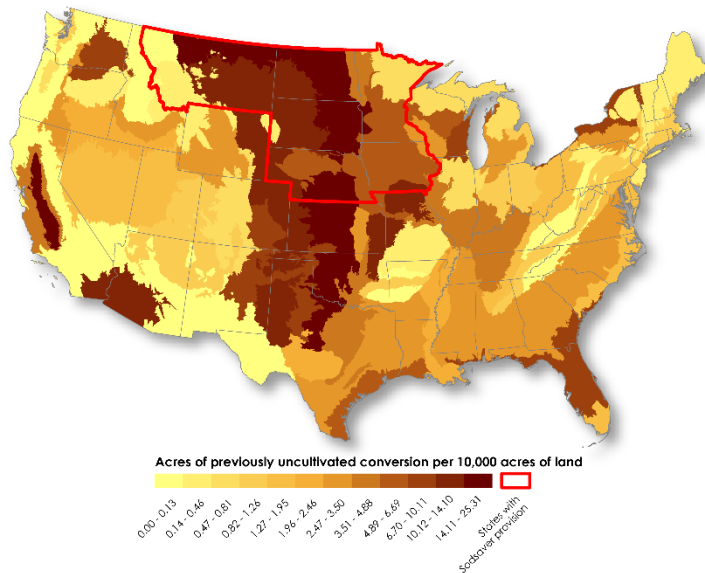 Acres of previously uncultivated conversion per 10,000 acres of land
0.00 - 0.13
0.14 - 0.46
0.47 - 0.81
0.82 - 1.26
1.27 - 1.95
1.96 - 2.46
2.47 - 3.50
3.51 - 4.88
4.89 - 6.69
6.70 - 10.11
10.12 - 14.10
14.11 - 25.31
States with
Sodsaver provision